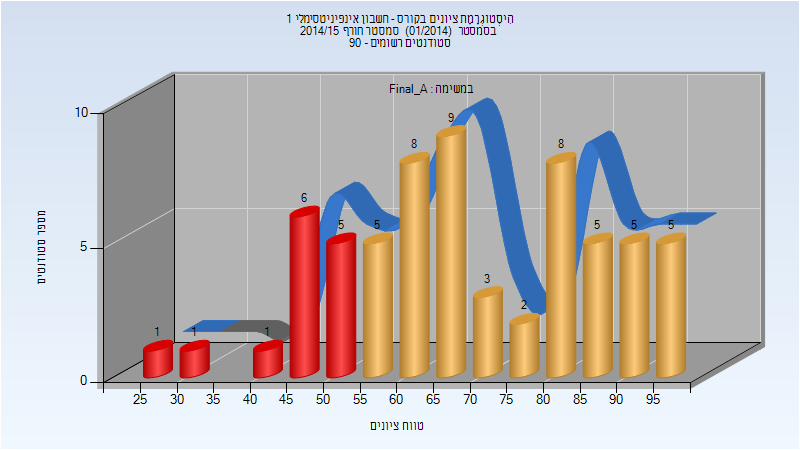 היסטוגרמת ציונים בקורס - חשבון אינפיניטסימלי 1
בסמסטר (01/2014) סמסטר חורף 2014/15
סטודנטים רשומים - 90
במשימה : Final_A
מספר סטודנטים
10
5
0
1
1
1
6
5
5
8
9
3
2
8
5
5
5
25 30 35 40 45 50 55 60 65 70 75 80 85 90 95
טווח ציונים